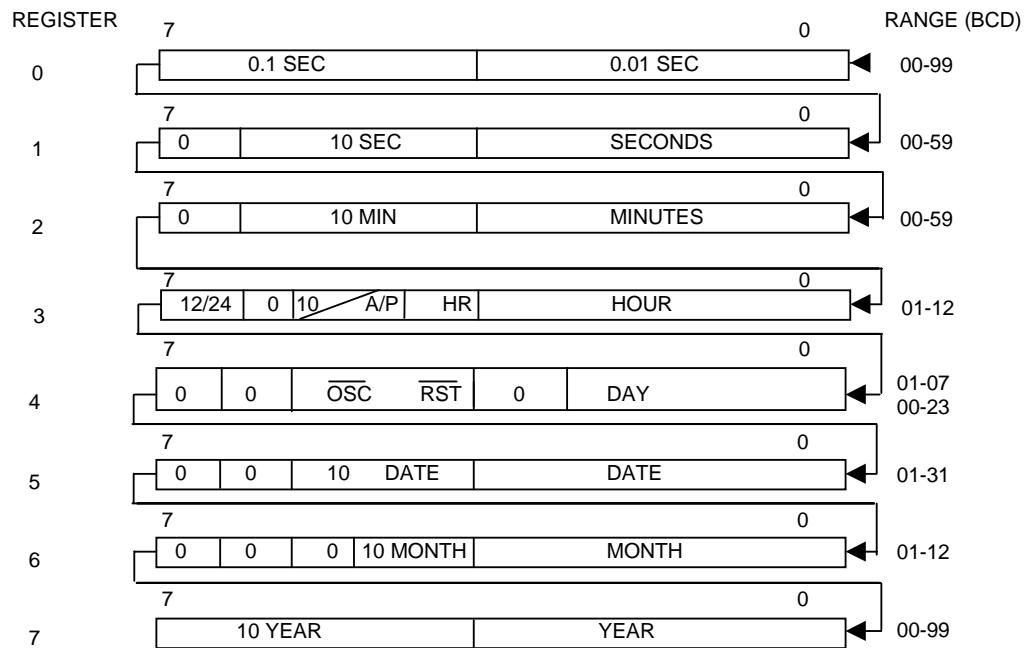 REGISTER 7 0 RANGE (BCD)
0 0.1 SEC 0.01 SEC 00-99
7 0
1 0 10 SEC SECONDS 00-59
7 0
2 0 10 MIN MINUTES 00-59
7 0
3 12/24 0 10 A/P HR HOUR 01-12
7 0
4 0 0 O̅S̅C̅ R̅S̅T̅ 0 DAY 01-07
00-23
7 0
5 0 0 10 DATE DATE 01-31
7 0
6 0 0 0 10 MONTH MONTH 01-12
7 0
7 10 YEAR YEAR 00-99